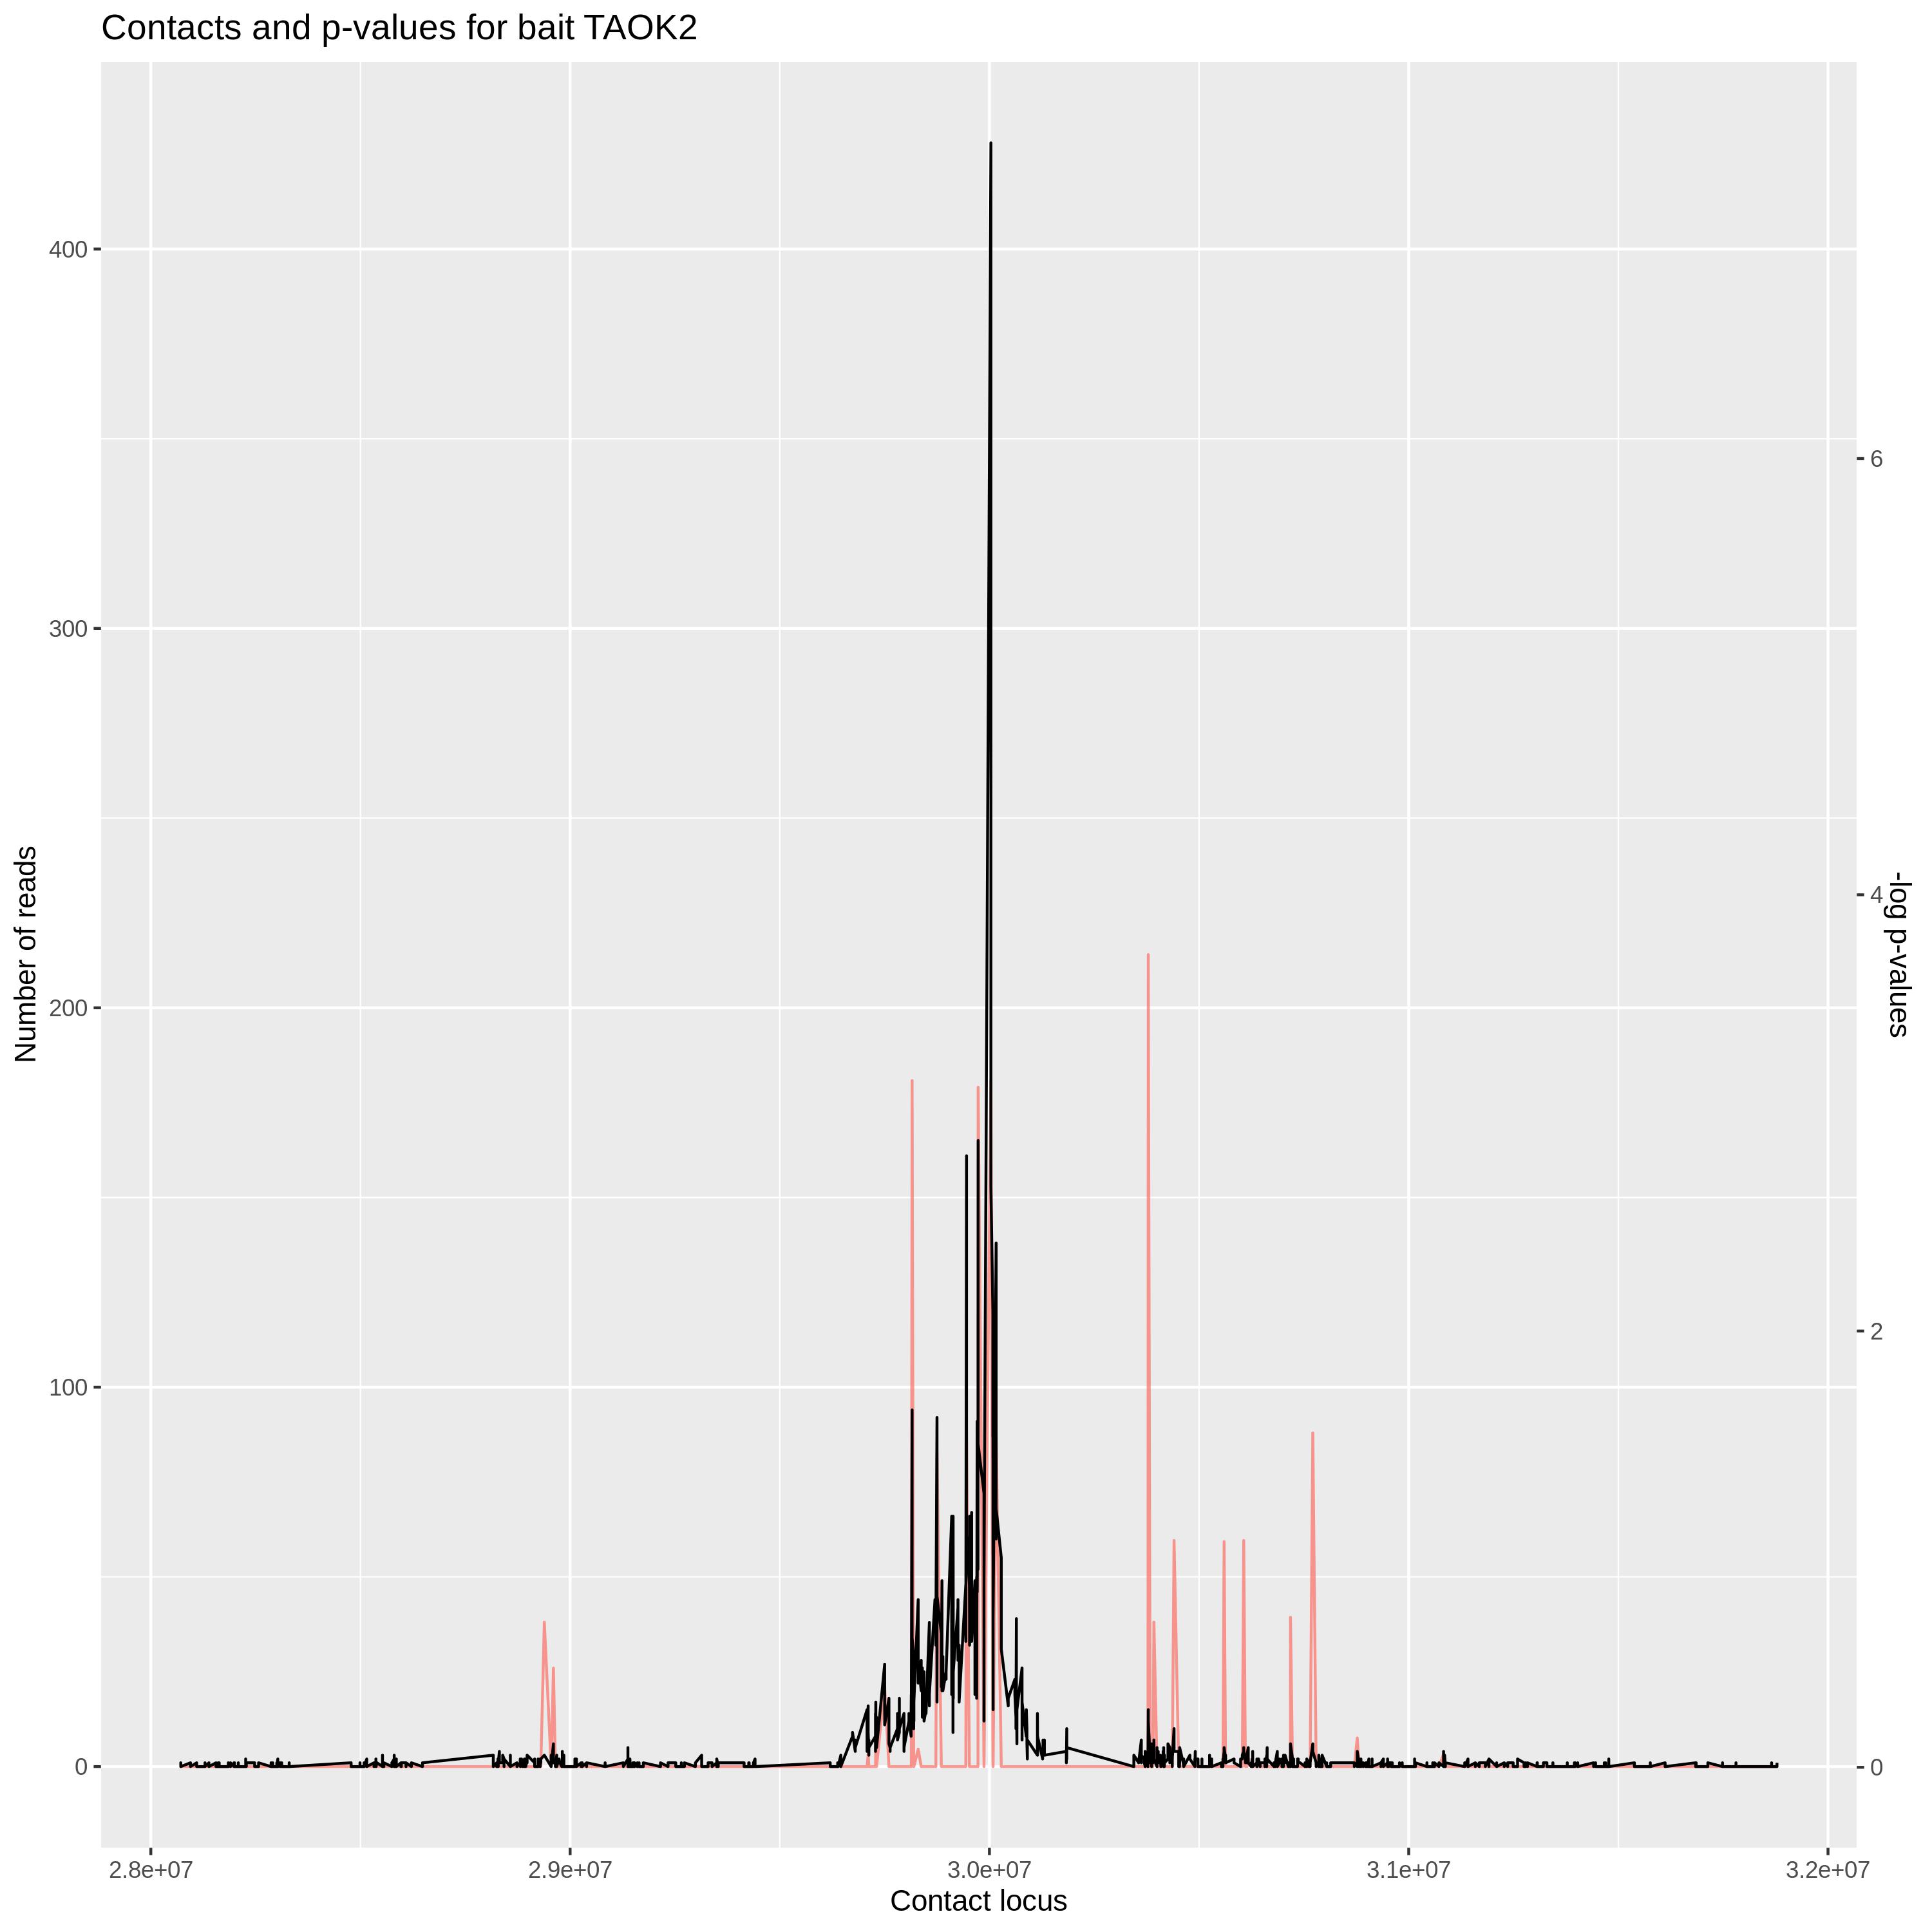 Contacts and p-values for bait TAOK2
400
300
200
100
0
Number of reads
6
4
2
0
-log p-values
2.8e+07 2.9e+07 3.0e+07 3.1e+07 3.2e+07
Contact locus